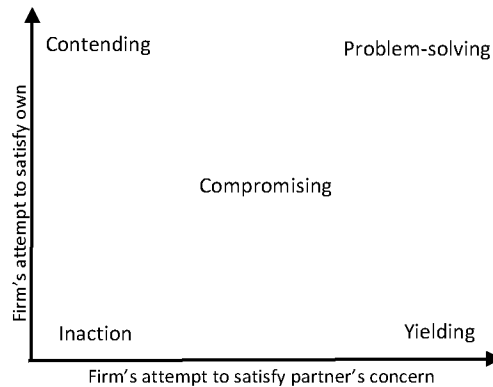 Contending
Problem-solving
Firm's attempt to satisfy own
Compromising
Inaction
Yielding
Firm's attempt to satisfy partner's concern